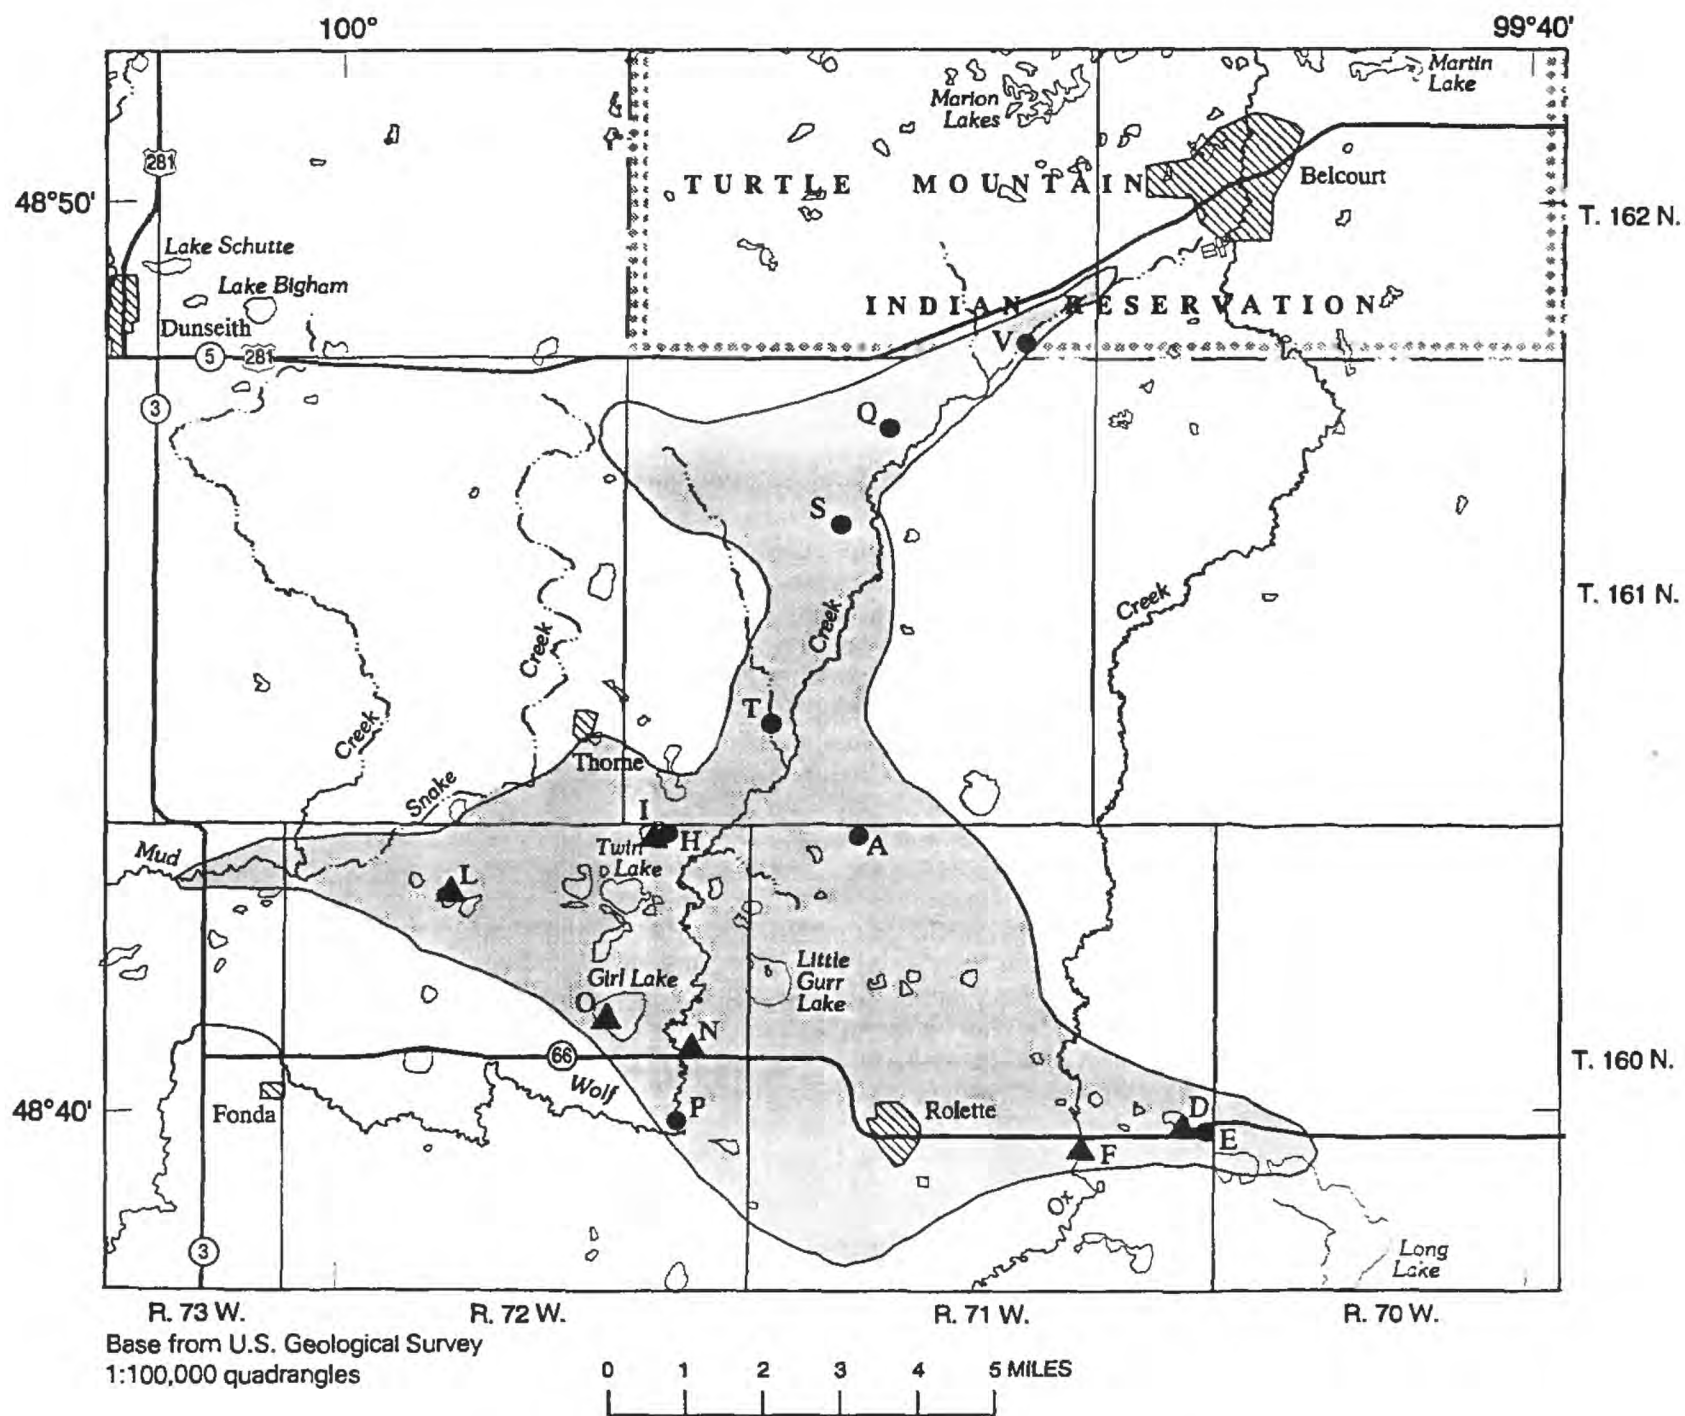 100°
99°40'
Martin
Lake
Marion
Lakes
281
TURTLE MOUNTAIN
Belcourt
48°50'
T. 162 N.
Lake Schutte
Lake Bigham
INDIAN RESERVATION
Dunseith
5
281
V
3
Q
S
T. 161 N.
Creek
Creek
Creek
Creek
T
Thorne
Snake
I
H
A
Mud
Twin
Lake
L
Little
Gurr
Lake
Girl Lake
O
N
66
T. 160 N.
Wolf
48°40'
Fonda
P
Rolette
D
E
F
Ox
3
Long
Lake
R. 73 W.
R. 72 W.
R. 71 W.
R. 70 W.
Base from U.S. Geological Survey
1:100,000 quadrangles
0 1 2 3 4 5 MILES